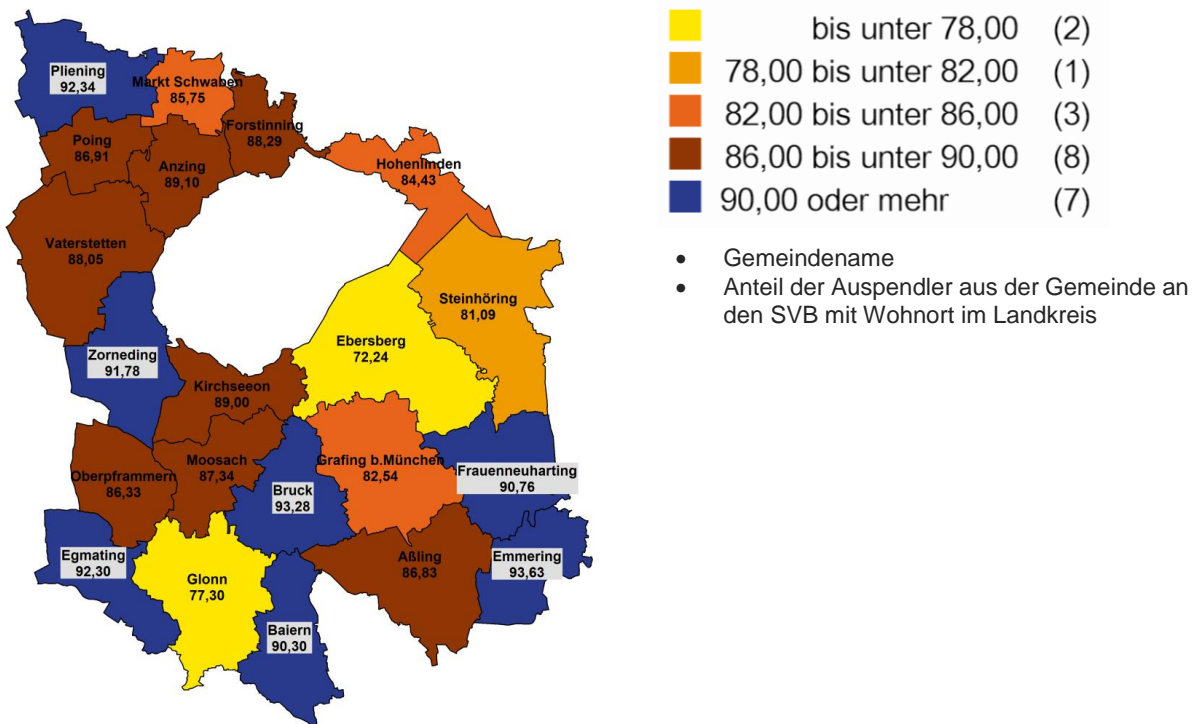 Pliening
92,34
Markt Schwaben
85,75
Forstinning
88,29
Poing
86,91
Anzing
89,10
Hohenlinden
84,43
Vaterstetten
88,05
Steinhöring
81,09
Ebersberg
72,24
Zorneding
91,78
Kirchseeon
89,00
Oberpframmern
86,33
Moosach
87,34
Grafing b.München
82,54
Frauenneuharting
90,76
Bruck
93,28
Egmating
92,30
Aßling
86,83
Emmering
93,63
Glonn
77,30
Baiern
90,30
bis unter 78,00 (2)
78,00 bis unter 82,00 (1)
82,00 bis unter 86,00 (3)
86,00 bis unter 90,00 (8)
90,00 oder mehr (7)
• Gemeindename
• Anteil der Auspendler aus der Gemeinde an
den SVB mit Wohnort im Landkreis